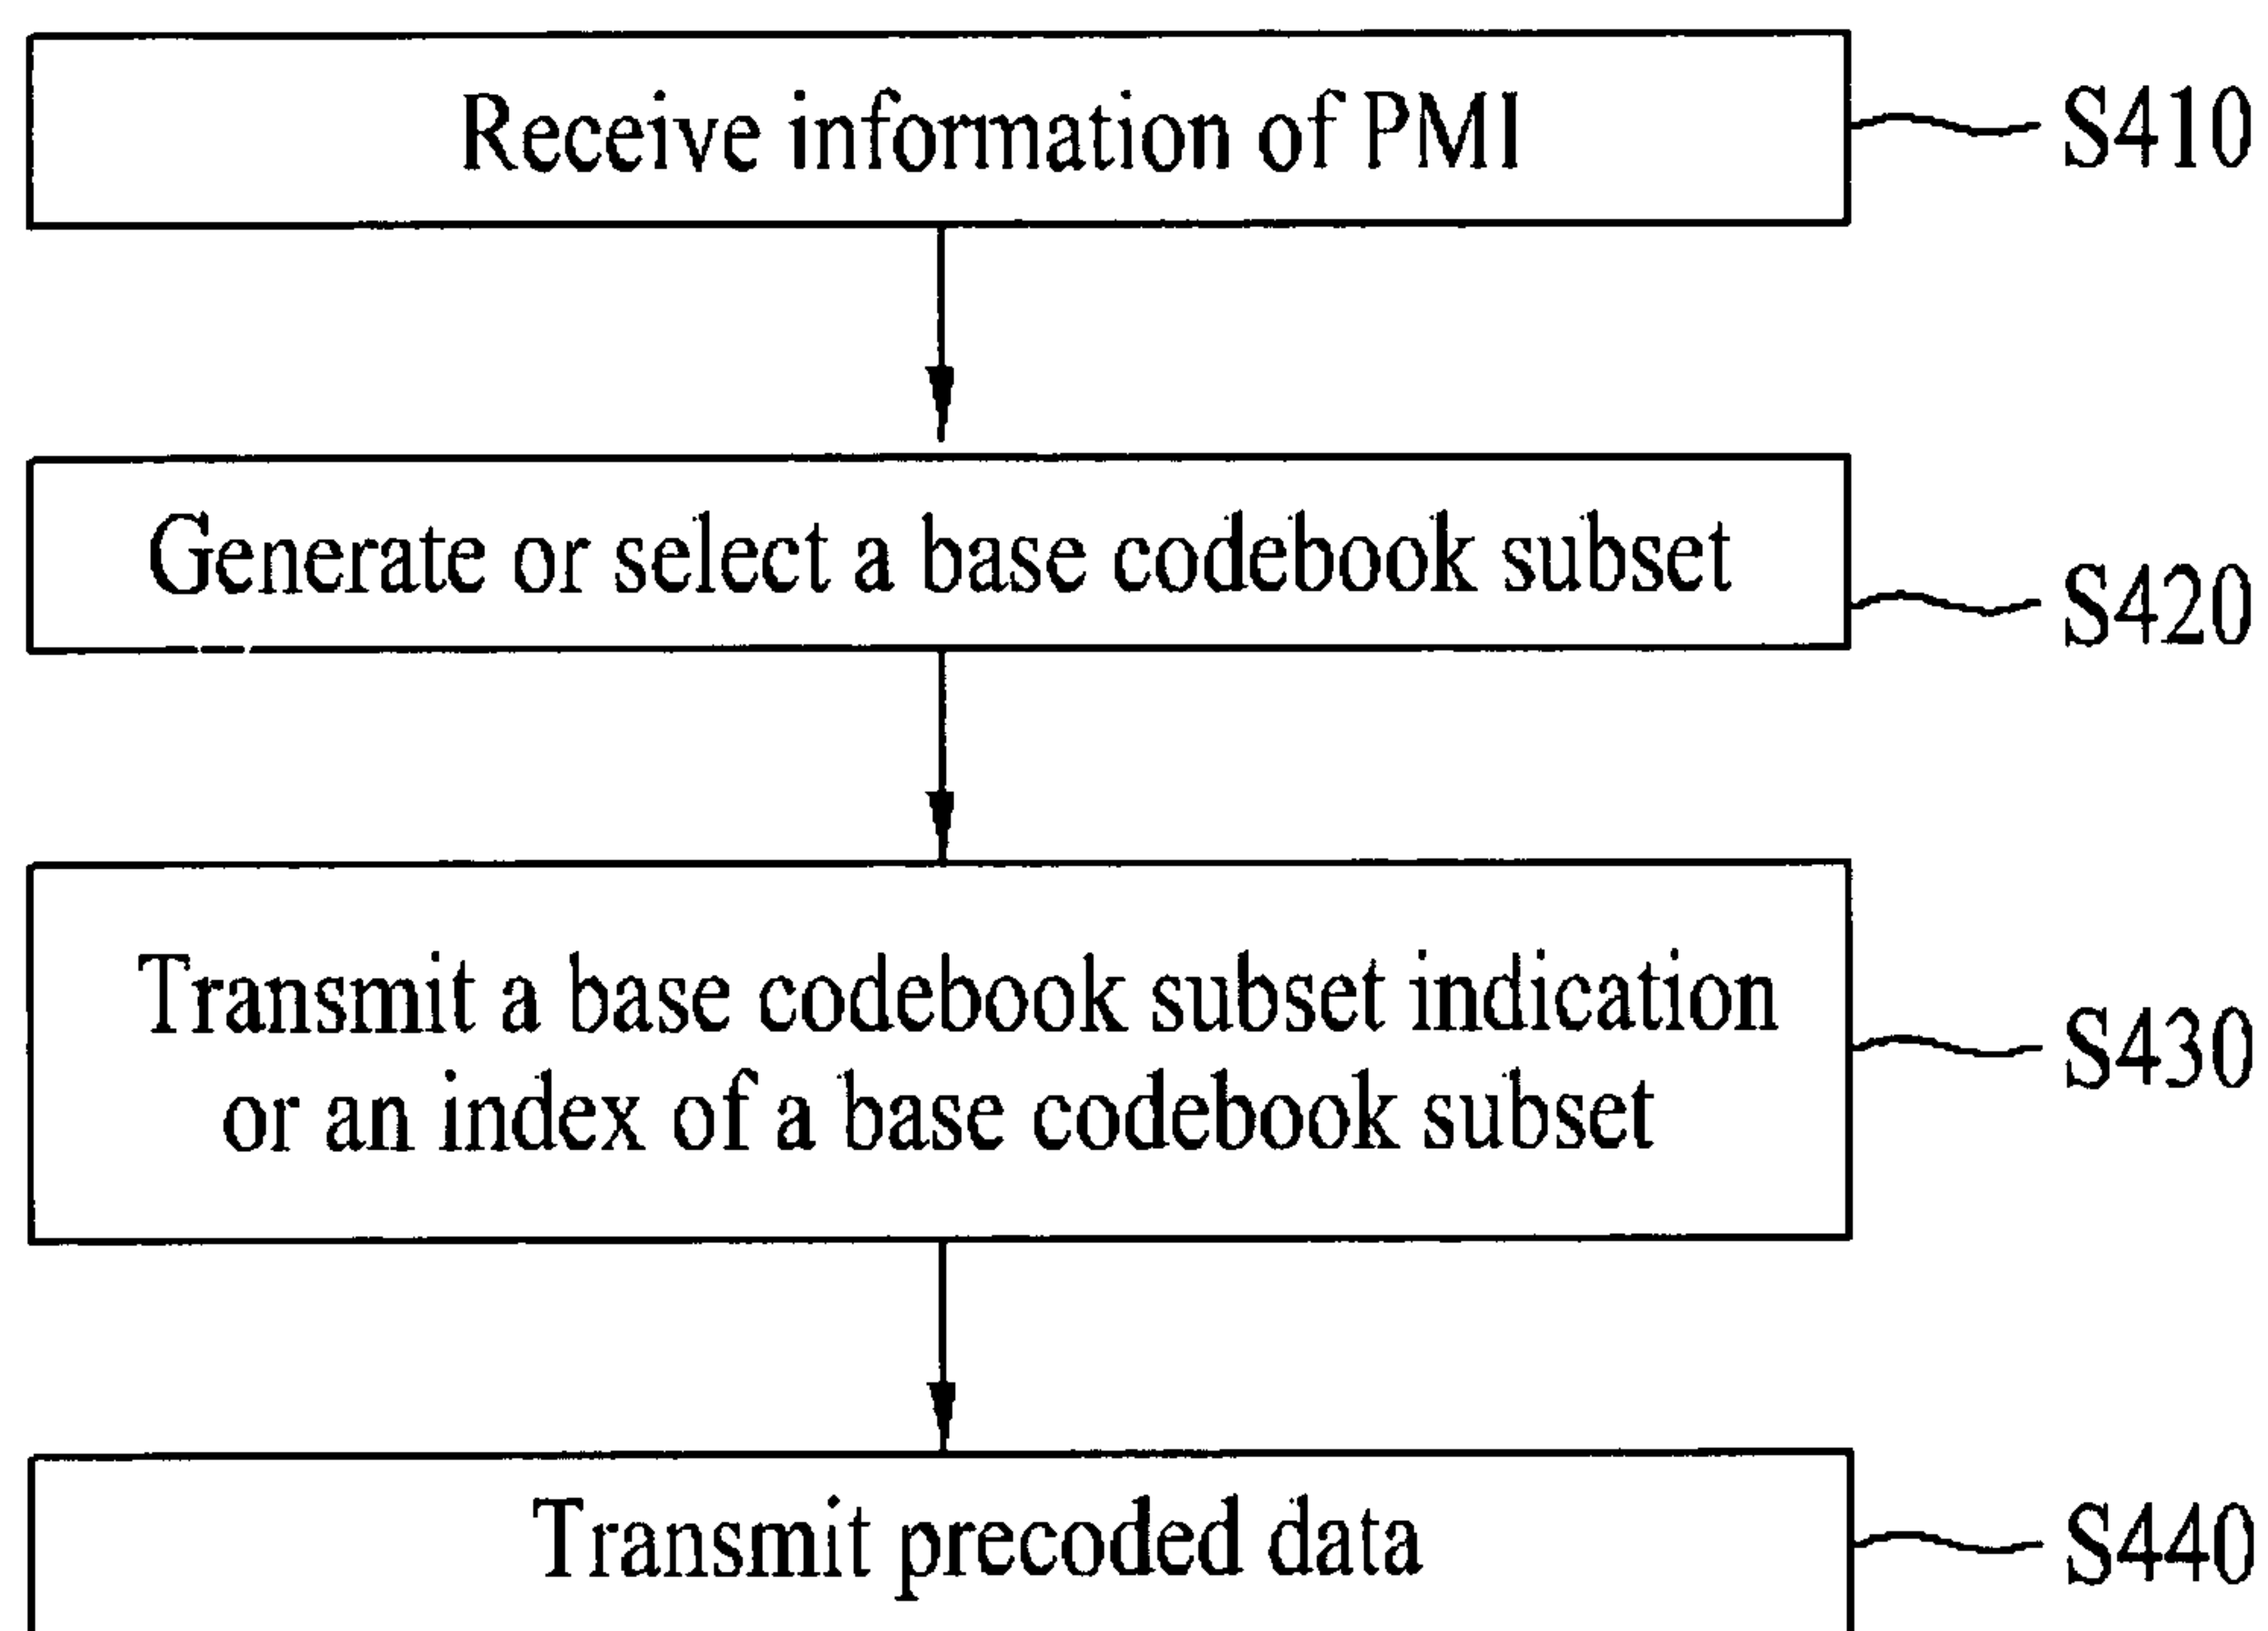 Receive information of PMI
S410
Generate or select a base codebook subset
S420
Transmit a base codebook subset indication
or an index of a base codebook subset
S430
Transmit precoded data
S440